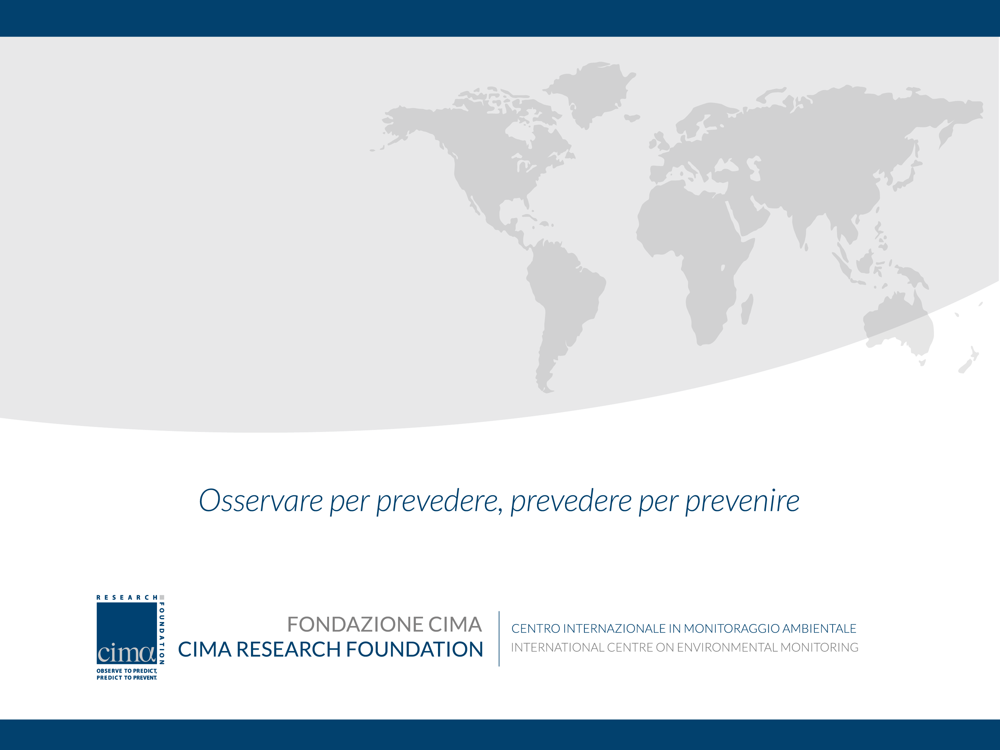 Osservare per prevedere, prevedere per prevenire
RESEARCH
FOUNDATION
cima
OBSERVE TO PREDICT,
PREDICT TO PREVENT.
FONDAZIONE CIMA
CIMA RESEARCH FOUNDATION
CENTRO INTERNAZIONALE IN MONITORAGGIO AMBIENTALE
INTERNATIONAL CENTRE ON ENVIRONMENTAL MONITORING